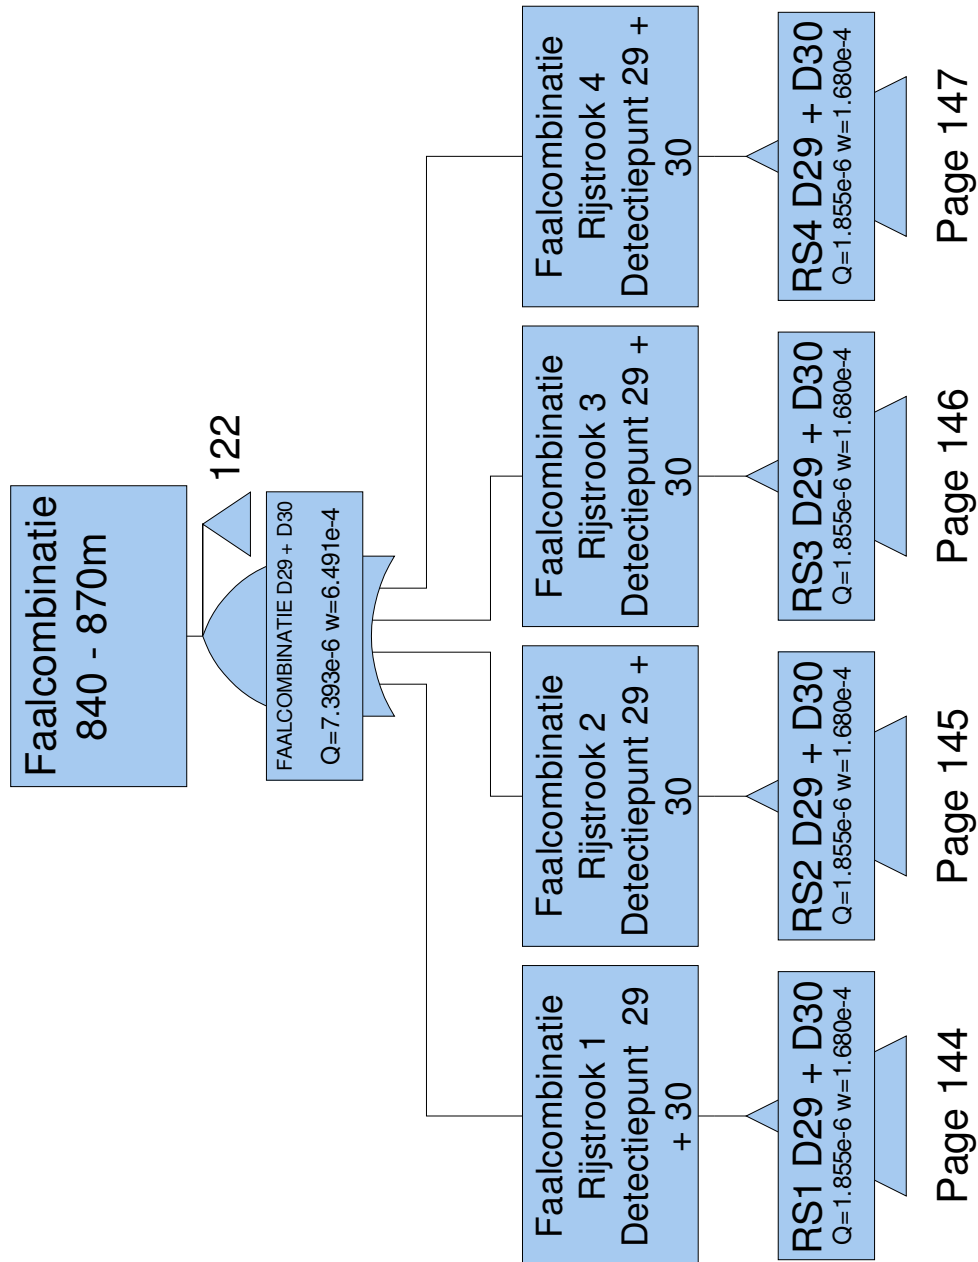 Faalcombinatie
840 - 870m
122
FAALCOMBINATIE D29 + D30
Q=7.393e-6 w=6.491e-4
Faalcombinatie
Rijstrook 1
Detectiepunt 29
+ 30
RS1 D29 + D30
Q=1.855e-6 w=1.680e-4
Page 144
Faalcombinatie
Rijstrook 2
Detectiepunt 29 +
30
RS2 D29 + D30
Q=1.855e-6 w=1.680e-4
Page 145
Faalcombinatie
Rijstrook 3
Detectiepunt 29 +
30
RS3 D29 + D30
Q=1.855e-6 w=1.680e-4
Page 146
Faalcombinatie
Rijstrook 4
Detectiepunt 29 +
30
RS4 D29 + D30
Q=1.855e-6 w=1.680e-4
Page 147